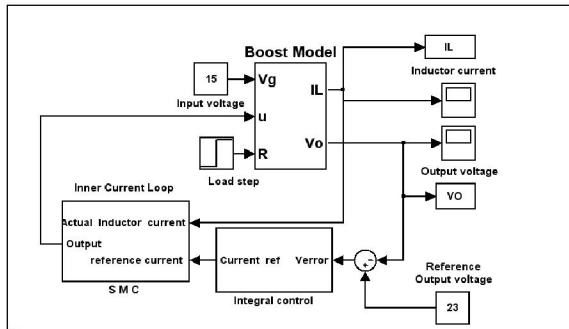 Boost Model
IL
Inductor current
15
Vg
Input voltage
IL
u
Vo
R
Load step
Output voltage
VO
Inner Current Loop
Actual Inductor current
Output
reference current
S M C
Current ref Verror
Integral control
+
-
Reference
Output voltage
23